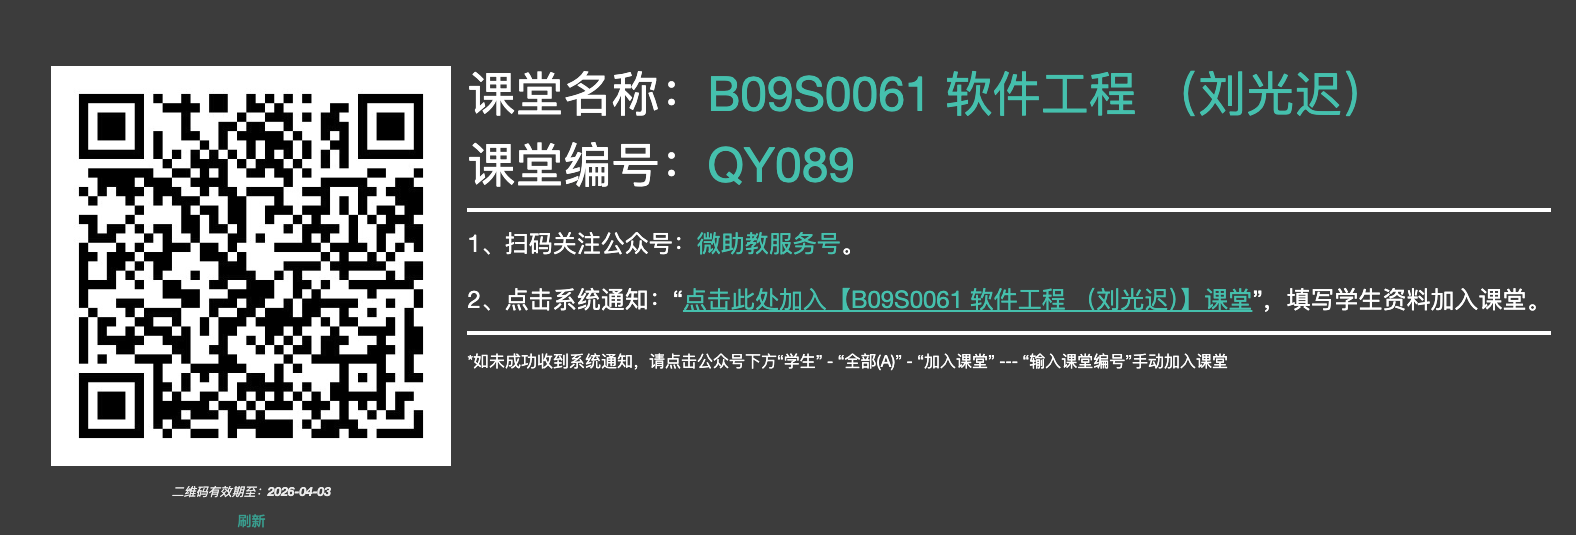 课堂名称：B09S0061 软件工程 （刘光迟）
课堂编号：QY089
1、扫码关注公众号：微助教服务号。
2、点击系统通知：“点击此处加入【B09S0061 软件工程 （刘光迟）】课堂”，填写学生资料加入课堂。
*如未成功收到系统通知，请点击公众号下方“学生” - “全部(A)” - “加入课堂” --- “输入课堂编号”手动加入课堂
二维码有效期至：2026-04-03
刷新